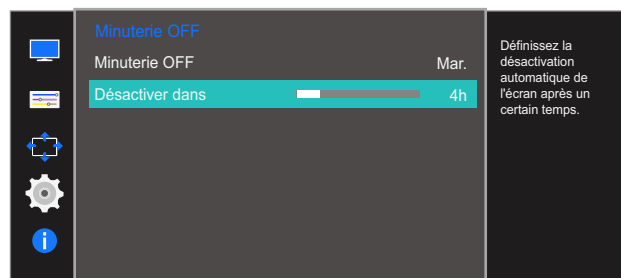 Minuterie OFF
Minuterie OFF Mar.
Désactiver dans 4h
Définissez la
désactivation
automatique de
l'écran après un
certain temps.